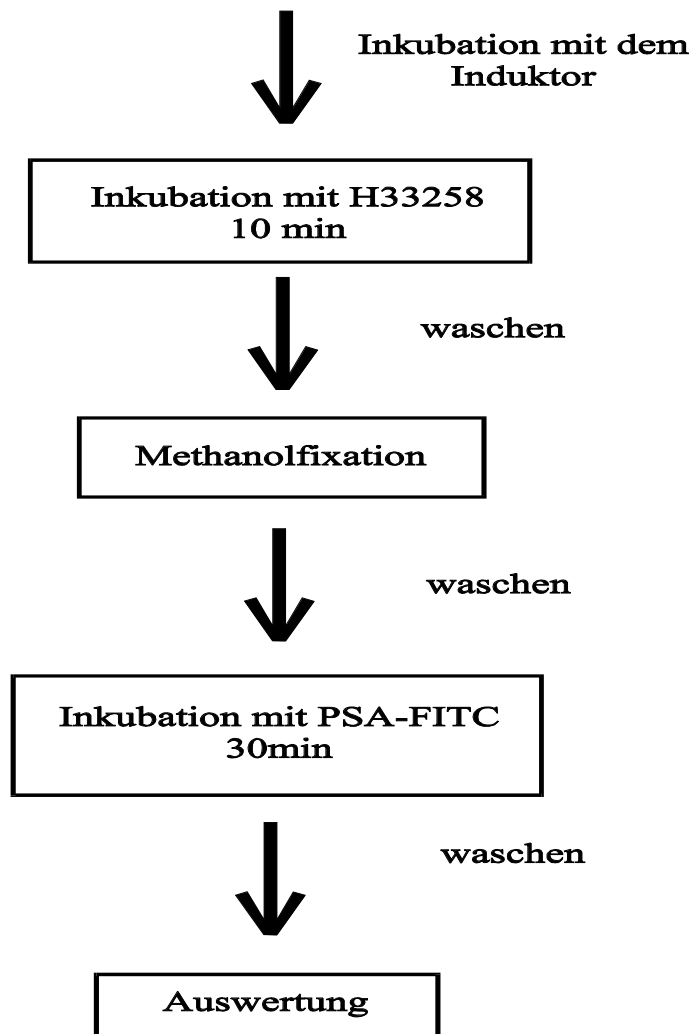 Inkubation mit dem
Induktor
Inkubation mit H33258
10 min
waschen
Methanolfixation
waschen
Inkubation mit PSA-FITC
30min
waschen
Auswertung